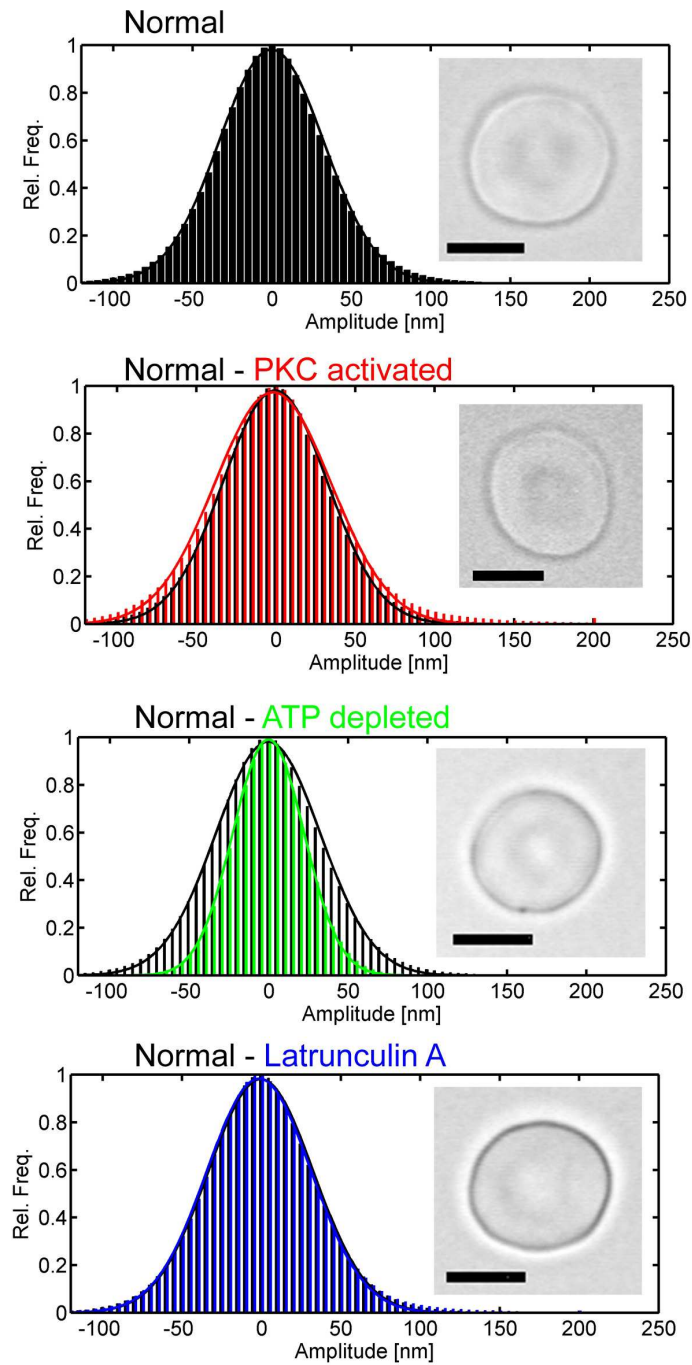 Normal
1
0.8
0.6
0.4
0.2
0
Rel. Freq.
-100 -50 0 50 100 150 200 250
Amplitude [nm]
Normal - PKC activated
1
0.8
0.6
0.4
0.2
0
Rel. Freq.
-100 -50 0 50 100 150 200 250
Amplitude [nm]
Normal - ATP depleted
1
0.8
0.6
0.4
0.2
0
Rel. Freq.
-100 -50 0 50 100 150 200 250
Amplitude [nm]
Normal - Latrunculin A
1
0.8
0.6
0.4
0.2
0
Rel. Freq.
-100 -50 0 50 100 150 200 250
Amplitude [nm]